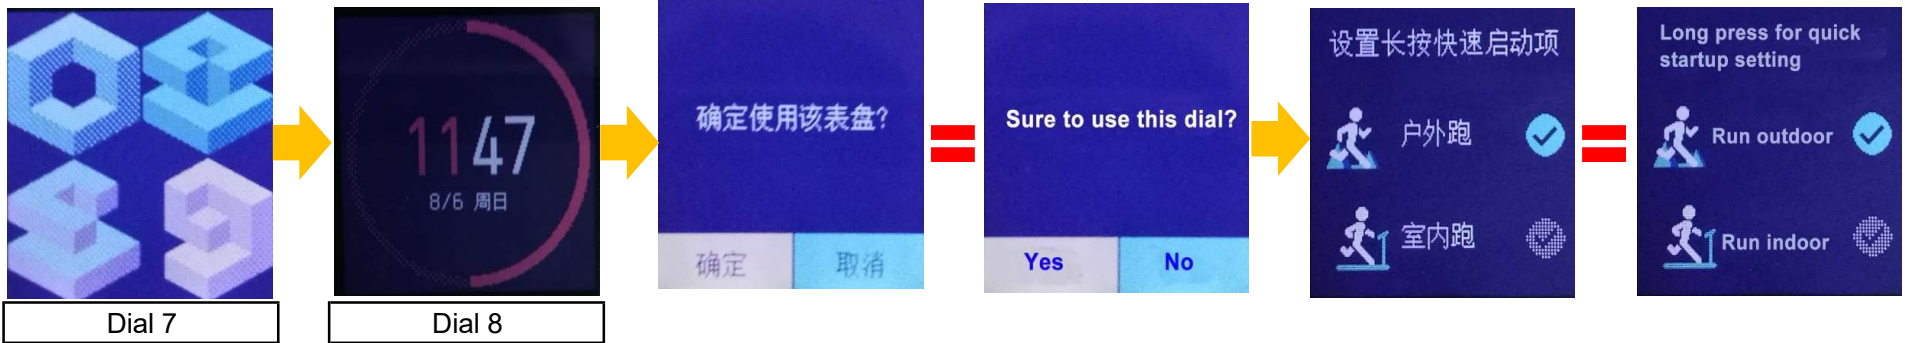 Dial 7
11 47
8/6 周日
Dial 8
确定使用该表盘?
确定
取消
Sure to use this dial?
Yes
No
设置长按快速启动项
户外跑
室内跑
Long press for quick
startup setting
Run outdoor
Run indoor